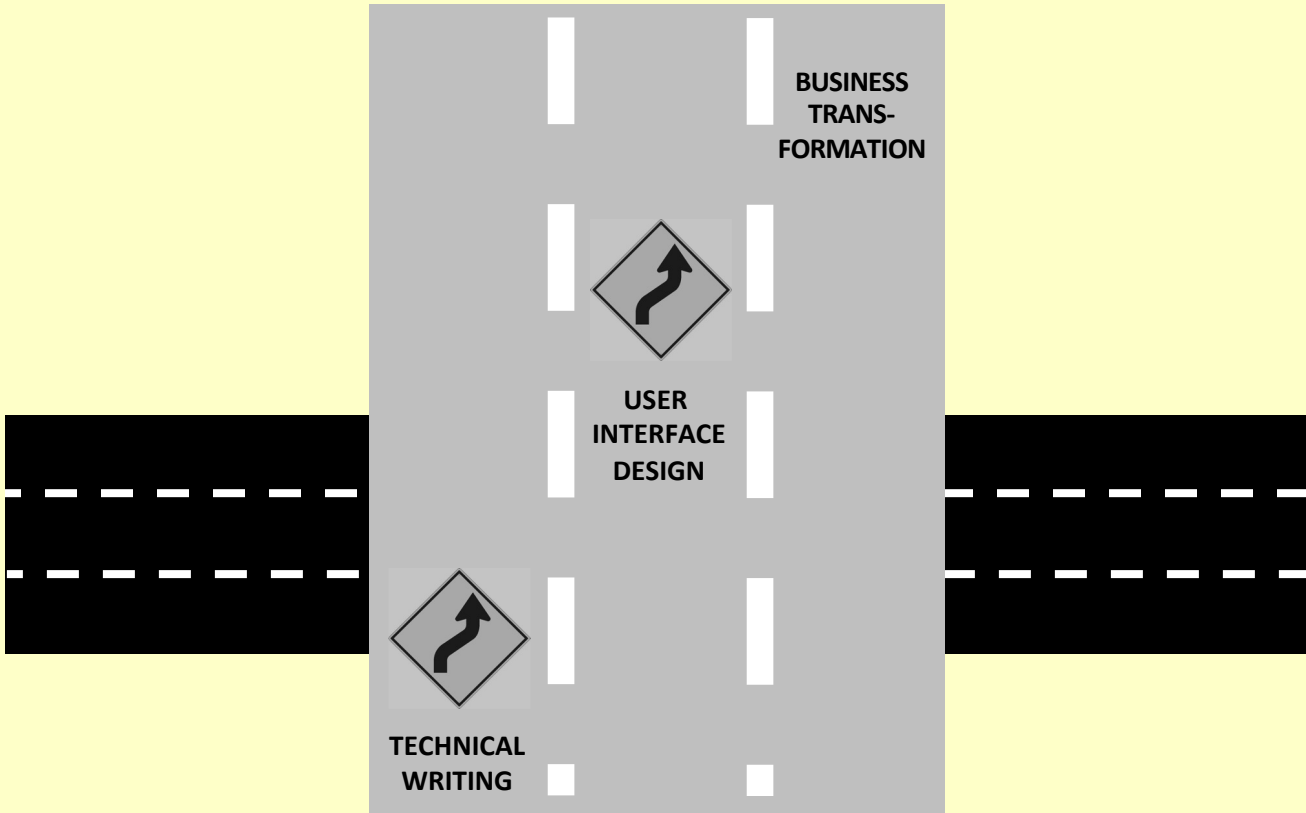 BUSINESS
TRANS-
FORMATION
USER
INTERFACE
DESIGN
TECHNICAL
WRITING